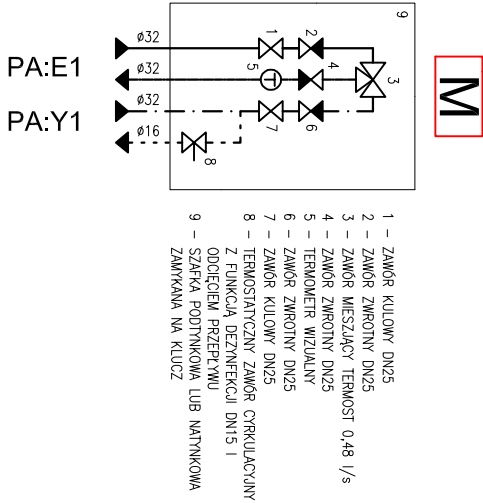 M
PA:E1
PA:Y1
ø32
ø32
ø32
ø16
1
2
3
4
5
6
7
8
9
1 – ZAWÓR KULOWY DN25
2 – ZAWÓR ZWROTNY DN25
3 – ZAWÓR MIESZJĄCY TERMOST 0,48 l/s
4 – ZAWÓR ZWROTNY DN25
5 – TERMOMETR WIZUALNY
6 – ZAWÓR ZWROTNY DN25
7 – ZAWÓR KULOWY DN25
8 – TERMOSTATYCZNY ZAWÓR CYRKULACYJNY
Z FUNKCJĄ DEZYNFEKCJI DN15 I
ODCIĘCIEM PRZEPŁYWU
9 – SZAFKA PODTYNKOWA LUB NATYNKOWA
ZAMYKANA NA KLUCZ
T